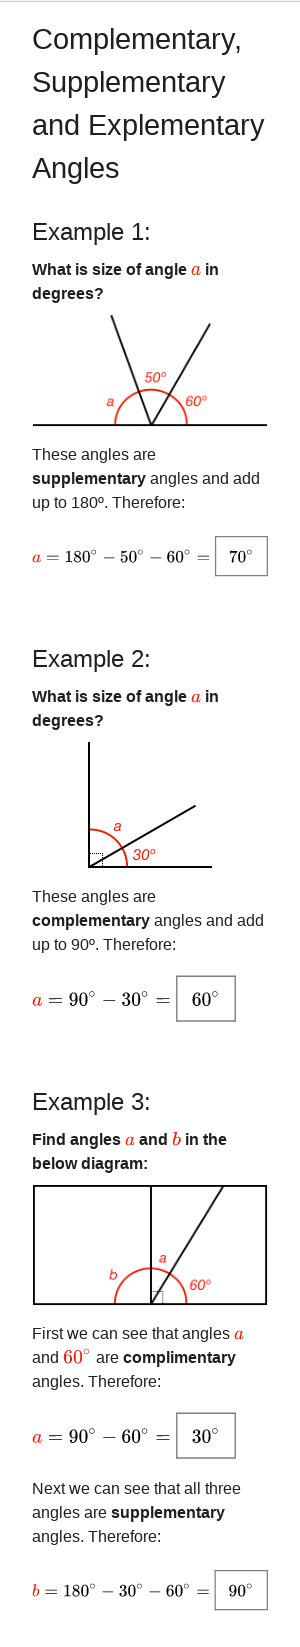 Complementary,
Supplementary
and Explementary
Angles
Example 1:
What is size of angle a in
degrees?
50º
a
60º
These angles are
supplementary angles and add
up to 180º. Therefore:
a = 180° − 50° − 60° = 70°
Example 2:
What is size of angle a in
degrees?
a
30º
These angles are
complementary angles and add
up to 90º. Therefore:
a = 90° − 30° = 60°
Example 3:
Find angles a and b in the
below diagram:
a
b
60º
First we can see that angles a
and 60° are complimentary
angles. Therefore:
a = 90° − 60° = 30°
Next we can see that all three
angles are supplementary
angles. Therefore:
b = 180° − 30° − 60° = 90°